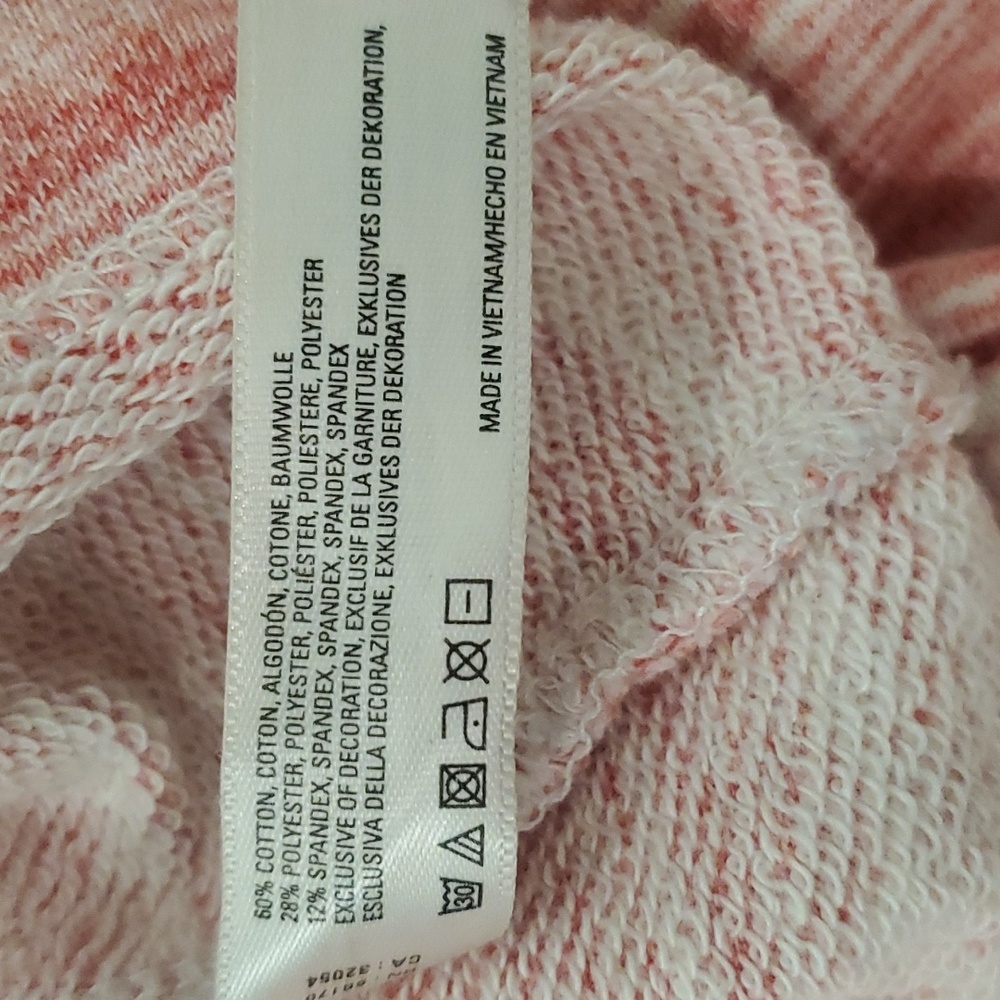 60% COTTON, COTON, ALGODÓN, COTONE, BAUMWOLLE
28% POLYESTER, POLYESTER, POLIÉSTER, POLIESTERE, POLYESTER
12% SPANDEX, SPANDEX, SPANDEX, SPANDEX, SPANDEX
EXCLUSIVE OF DECORATION, EXCLUSIF DE LA GARNITURE, EXKLUSIVES DER DEKORATION,
ESCLUSIVA DELLA DECORAZIONE, EXKLUSIVES DER DEKORATION
30
MADE IN VIETNAM/HECHO EN VIETNAM
CA: 32054